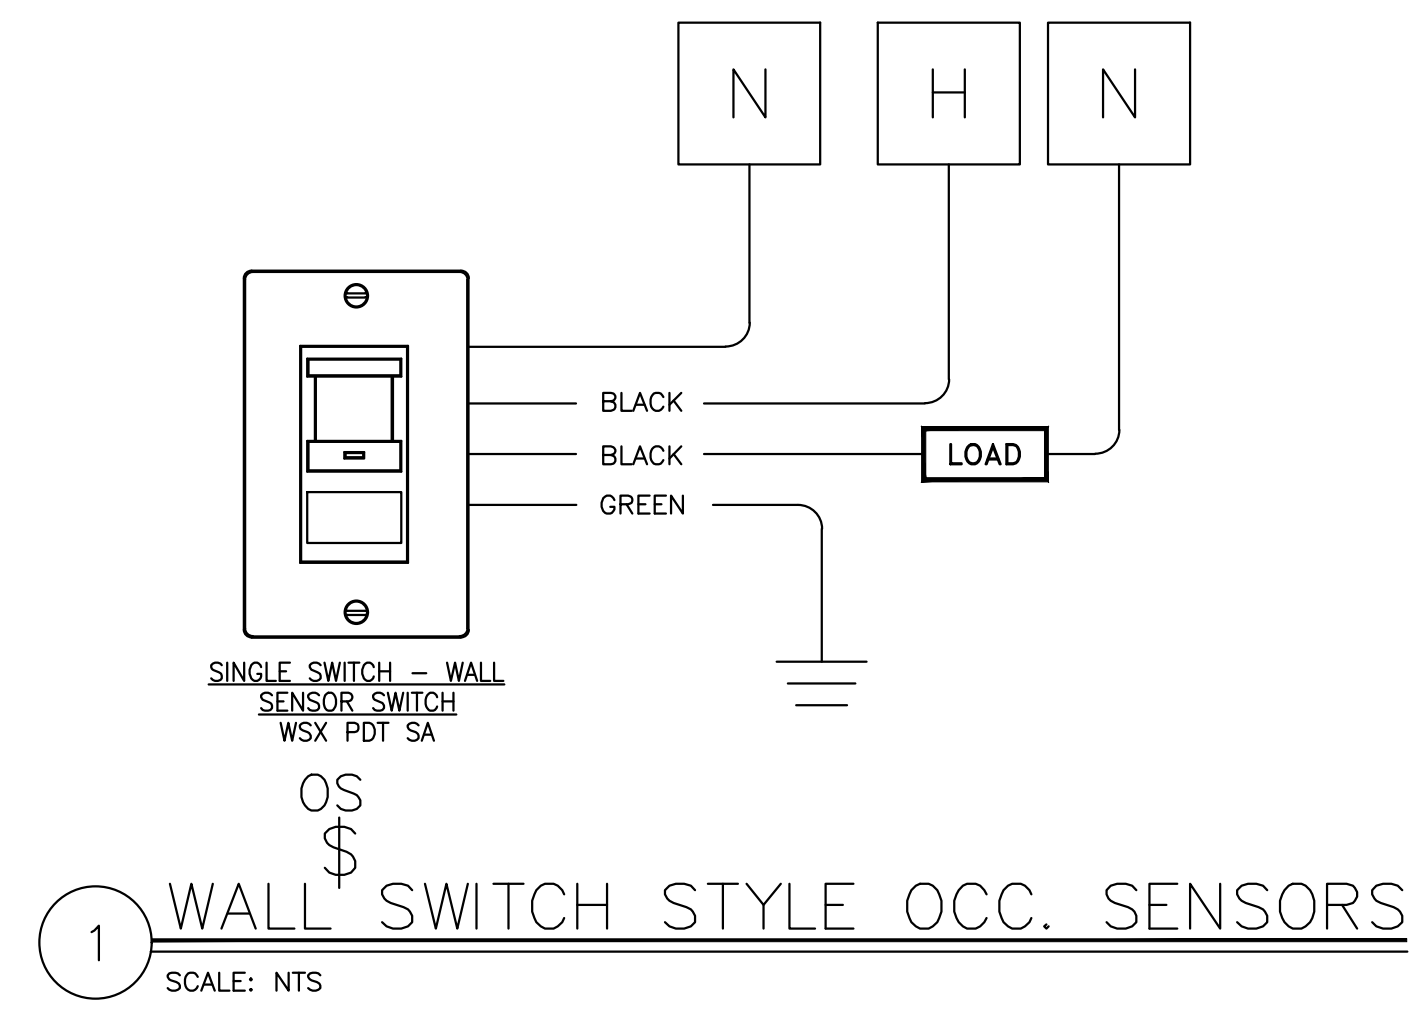 N H N
BLACK
BLACK LOAD
GREEN
SINGLE SWITCH - WALL
SENSOR SWITCH
WSX PDT SA
OS
$
1 WALL SWITCH STYLE OCC. SENSORS
SCALE: NTS